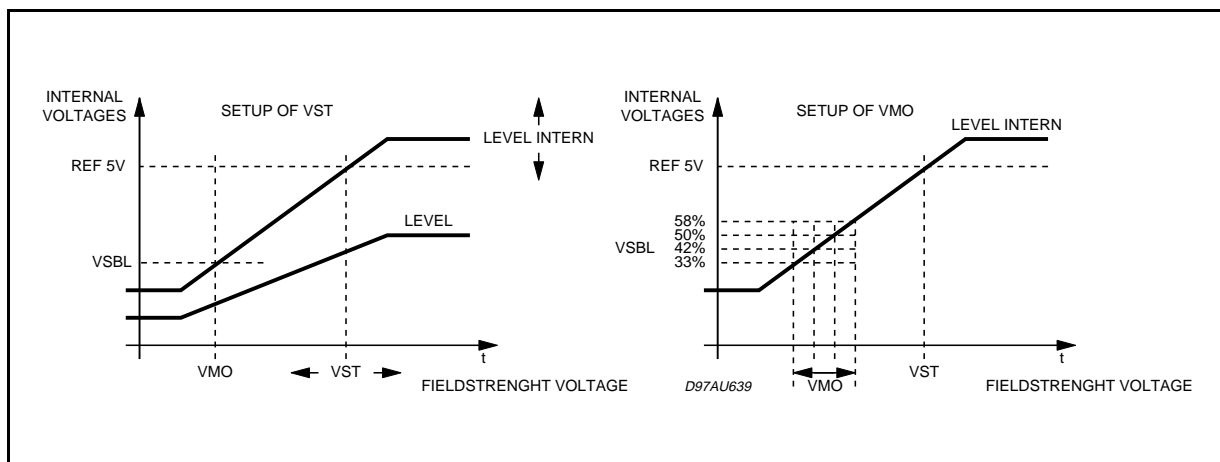 INTERNAL
VOLTAGES
SETUP OF VST
LEVEL INTERN
REF 5V
LEVEL
VSBL
t
VMO
VST
FIELDSTRENGHT VOLTAGE
INTERNAL
VOLTAGES
SETUP OF VMO
LEVEL INTERN
REF 5V
58%
50%
VSBL
42%
33%
t
D97AU639
VMO
VST
FIELDSTRENGHT VOLTAGE